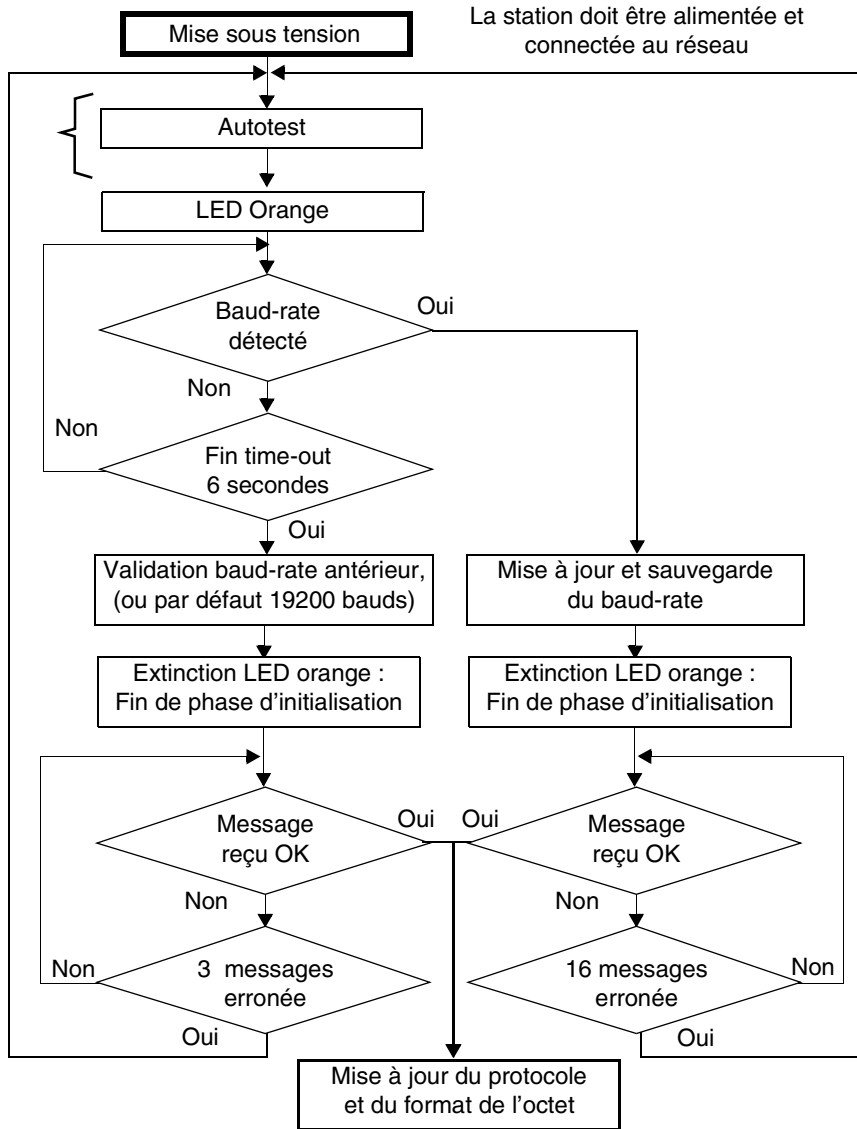 Mise sous tension
La station doit être alimentée et
connectée au réseau
Autotest
LED Orange
Baud-rate
détecté
Oui
Non
Non
Fin time-out
6 secondes
Oui
Validation baud-rate antérieur,
(ou par défaut 19200 bauds)
Mise à jour et sauvegarde
du baud-rate
Extinction LED orange :
Fin de phase d'initialisation
Extinction LED orange :
Fin de phase d'initialisation
Message
reçu OK
Oui
Oui
Message
reçu OK
Non
Non
Non
3 messages
erronée
16 messages
erronée
Non
Oui
Oui
Mise à jour du protocole
et du format de l'octet